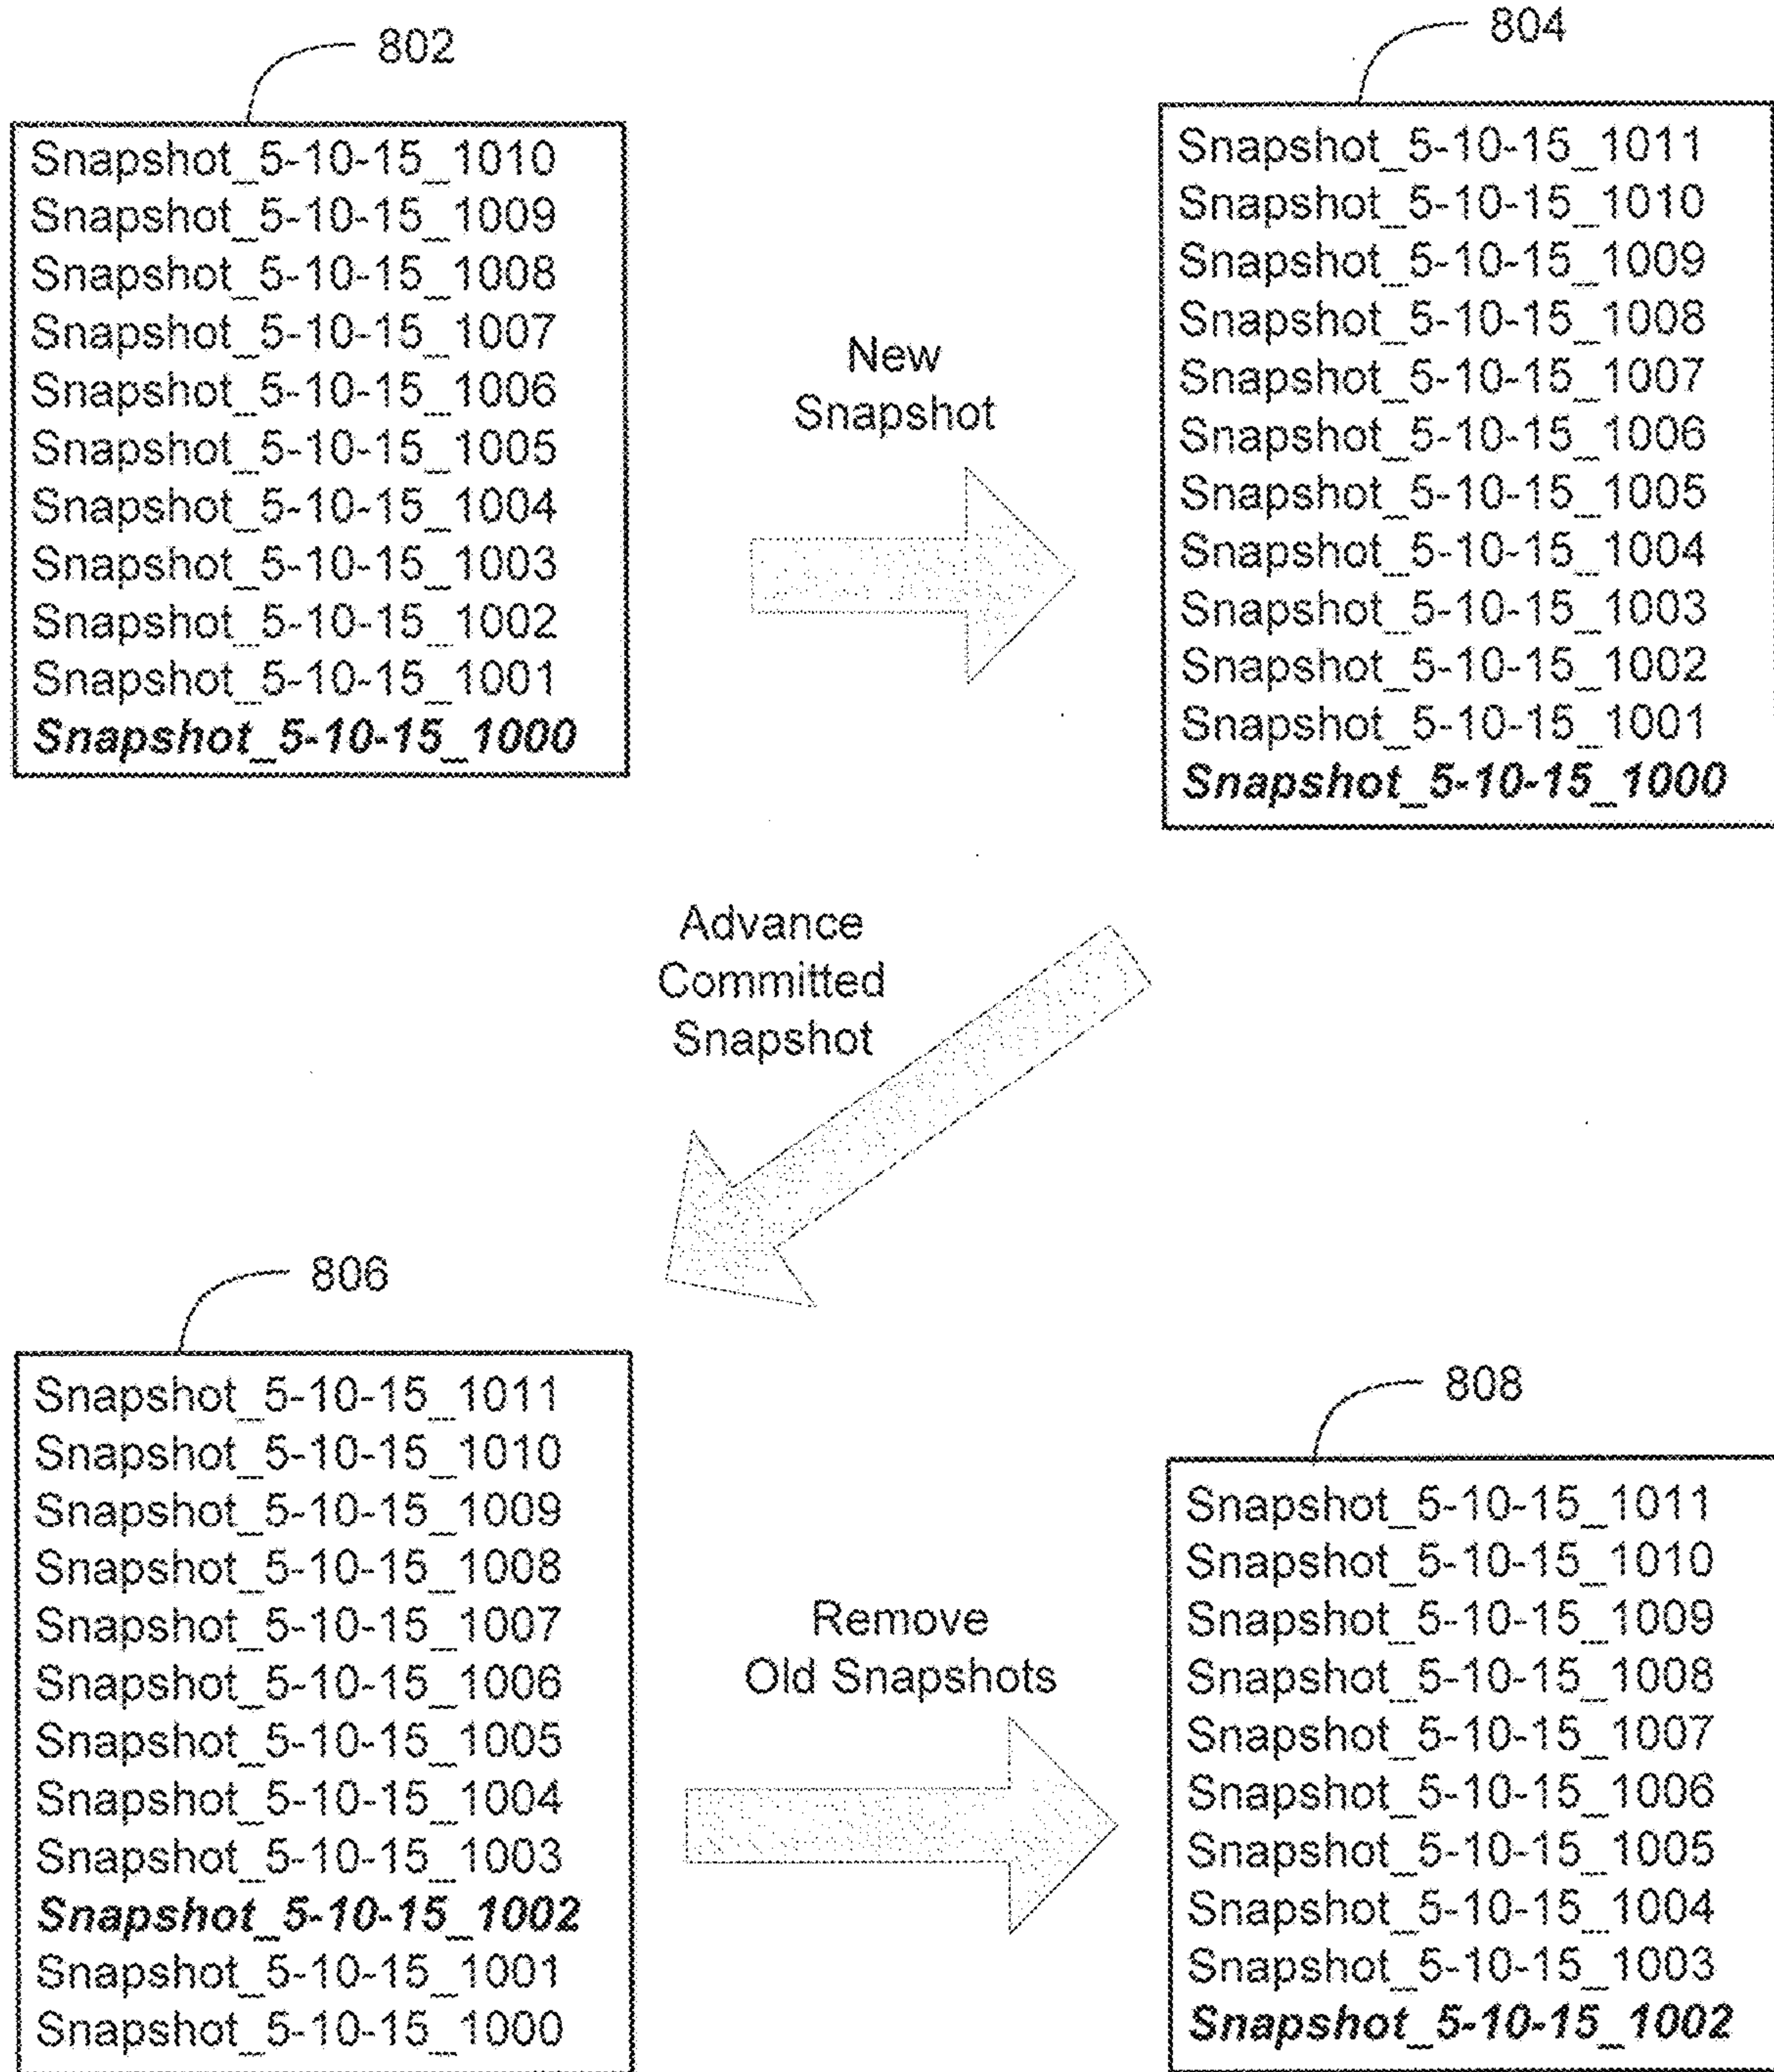 802
Snapshot_5-10-15_1010
Snapshot_5-10-15_1009
Snapshot_5-10-15_1008
Snapshot_5-10-15_1007
Snapshot_5-10-15_1006
Snapshot_5-10-15_1005
Snapshot_5-10-15_1004
Snapshot_5-10-15_1003
Snapshot_5-10-15_1002
Snapshot_5-10-15_1001
Snapshot_5-10-15_1000
New
Snapshot
804
Snapshot_5-10-15_1011
Snapshot_5-10-15_1010
Snapshot_5-10-15_1009
Snapshot_5-10-15_1008
Snapshot_5-10-15_1007
Snapshot_5-10-15_1006
Snapshot_5-10-15_1005
Snapshot_5-10-15_1004
Snapshot_5-10-15_1003
Snapshot_5-10-15_1002
Snapshot_5-10-15_1001
Snapshot_5-10-15_1000
Advance
Committed
Snapshot
806
Snapshot_5-10-15_1011
Snapshot_5-10-15_1010
Snapshot_5-10-15_1009
Snapshot_5-10-15_1008
Snapshot_5-10-15_1007
Snapshot_5-10-15_1006
Snapshot_5-10-15_1005
Snapshot_5-10-15_1004
Snapshot_5-10-15_1003
Snapshot_5-10-15_1002
Snapshot_5-10-15_1001
Snapshot_5-10-15_1000
Remove
Old Snapshots
808
Snapshot_5-10-15_1011
Snapshot_5-10-15_1010
Snapshot_5-10-15_1009
Snapshot_5-10-15_1008
Snapshot_5-10-15_1007
Snapshot_5-10-15_1006
Snapshot_5-10-15_1005
Snapshot_5-10-15_1004
Snapshot_5-10-15_1003
Snapshot_5-10-15_1002